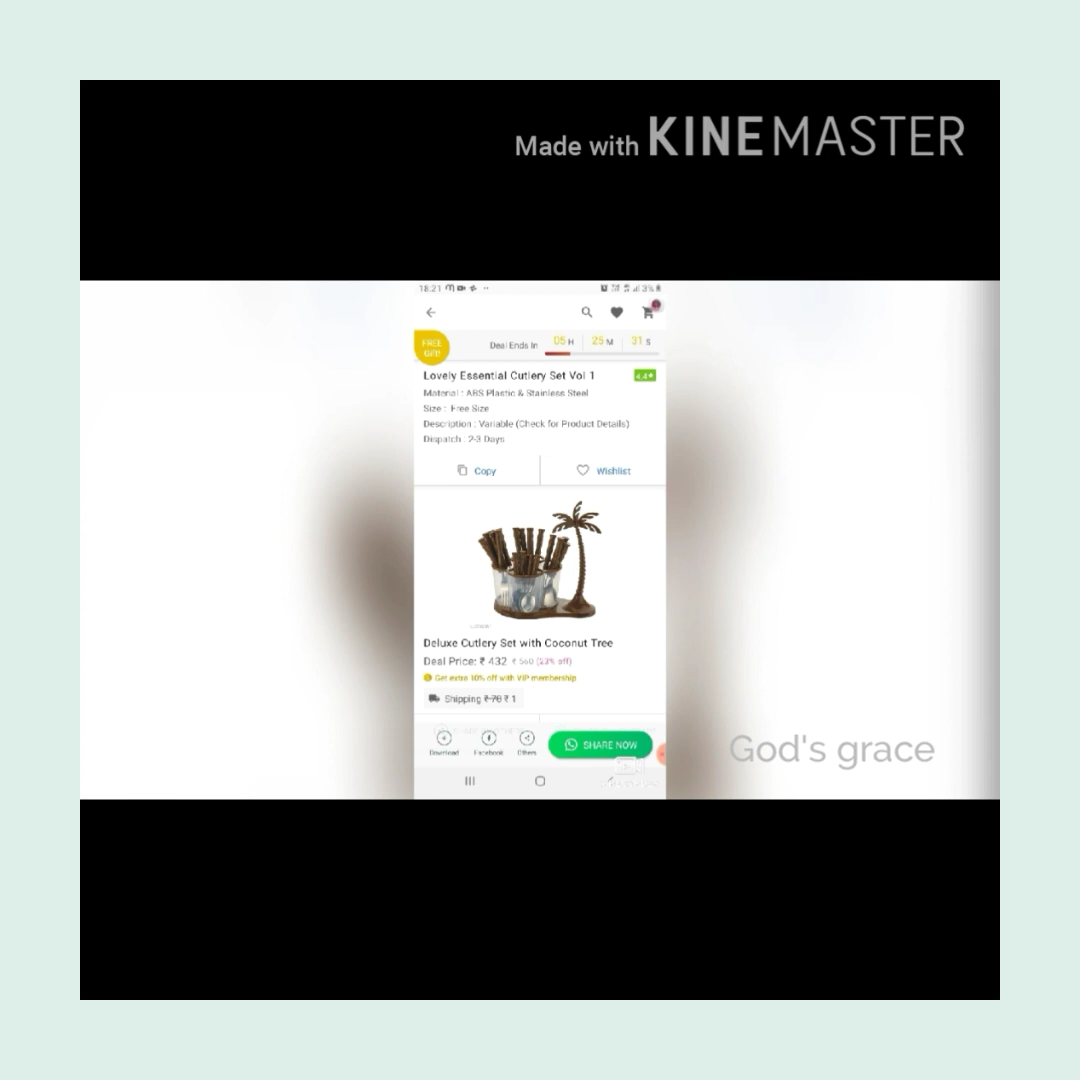 Made with KINEMASTER
18:21
3%
FREE
Gift!
Deal Ends In 05 H 25 M 31 S
Lovely Essential Cutlery Set Vol 1
4.4
Material : ABS Plastic & Stainless Steel
Size : Free Size
Description : Variable (Check for Product Details)
Dispatch : 2-3 Days
Copy
Wishlist
Deluxe Cutlery Set with Coconut Tree
Deal Price: ₹ 432 ₹ 560 (23% off)
Get extra 10% off with VIP membership
Shipping ₹ 70 ₹ 1
Download
Facebook
Others
SHARE NOW
God's grace